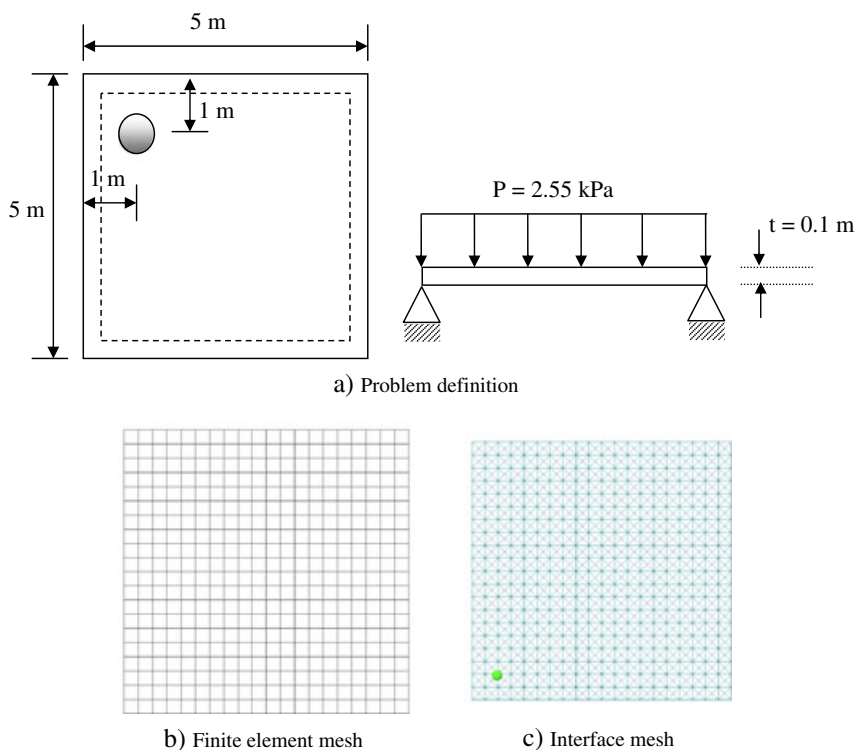 5 m
1 m
1 m
5 m
P = 2.55 kPa
t = 0.1 m
a) Problem definition
b) Finite element mesh
c) Interface mesh